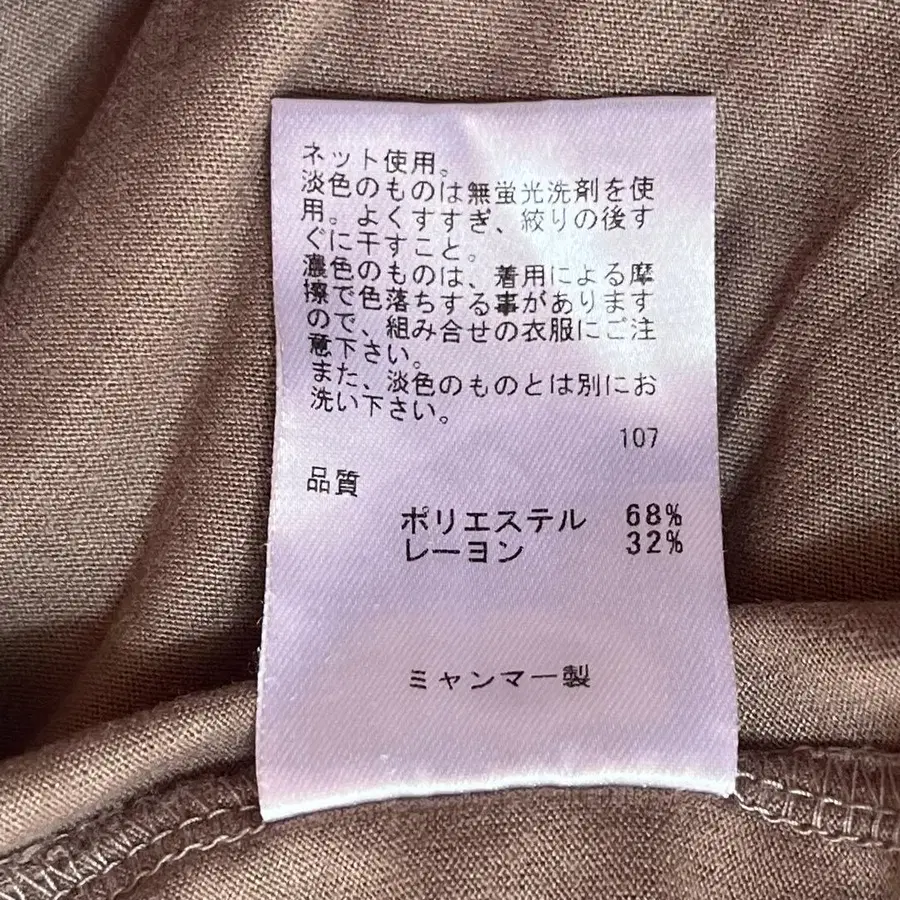 ネット使用。
淡色のものは無蛍光洗剤を使
用。よくすすぎ、絞りの後す
ぐに干すこと。
濃色のものは、着用による摩
擦で色落ちする事があります
ので、組み合せの衣服にご注
意下さい。
また、淡色のものとは別にお
洗い下さい。
107
品質
ポリエステル 68%
レーヨン 32%
ミャンマー製